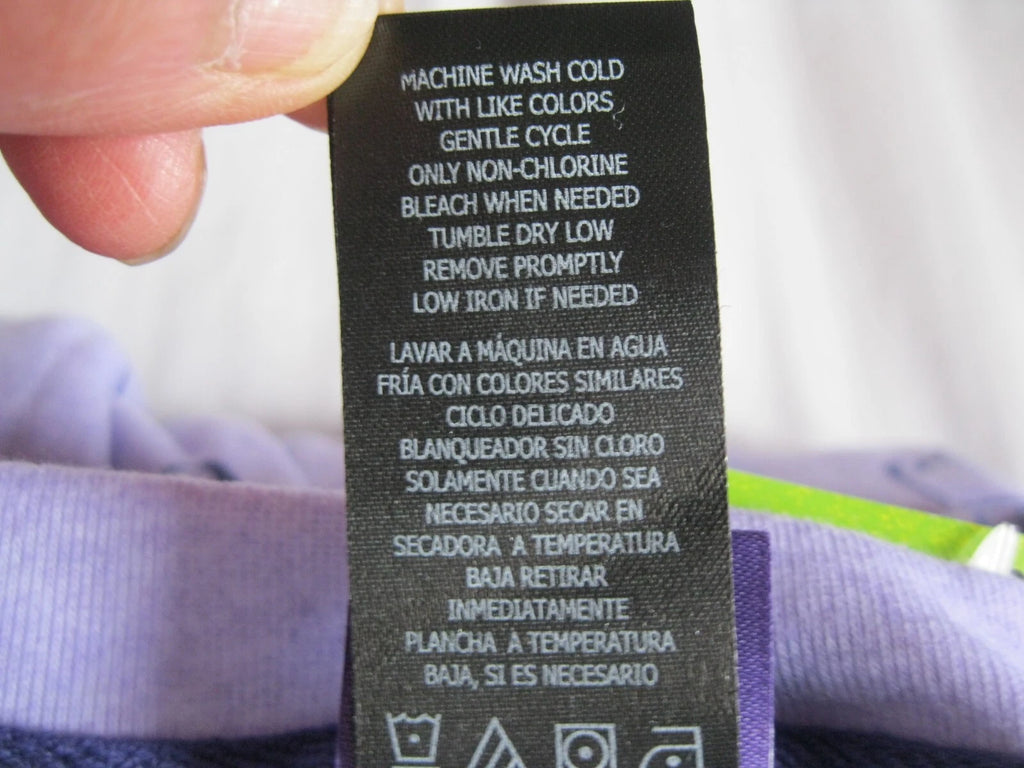 MACHINE WASH COLD
WITH LIKE COLORS
GENTLE CYCLE
ONLY NON-CHLORINE
BLEACH WHEN NEEDED
TUMBLE DRY LOW
REMOVE PROMPTLY
LOW IRON IF NEEDED
LAVAR A MÁQUINA EN AGUA
FRÍA CON COLORES SIMILARES
CICLO DELICADO
BLANQUEADOR SIN CLORO
SOLAMENTE CUANDO SEA
NECESARIO SECAR EN
SECADORA A TEMPERATURA
BAJA RETIRAR
INMEDIATAMENTE
PLANCHA A TEMPERATURA
BAJA, SI ES NECESARIO